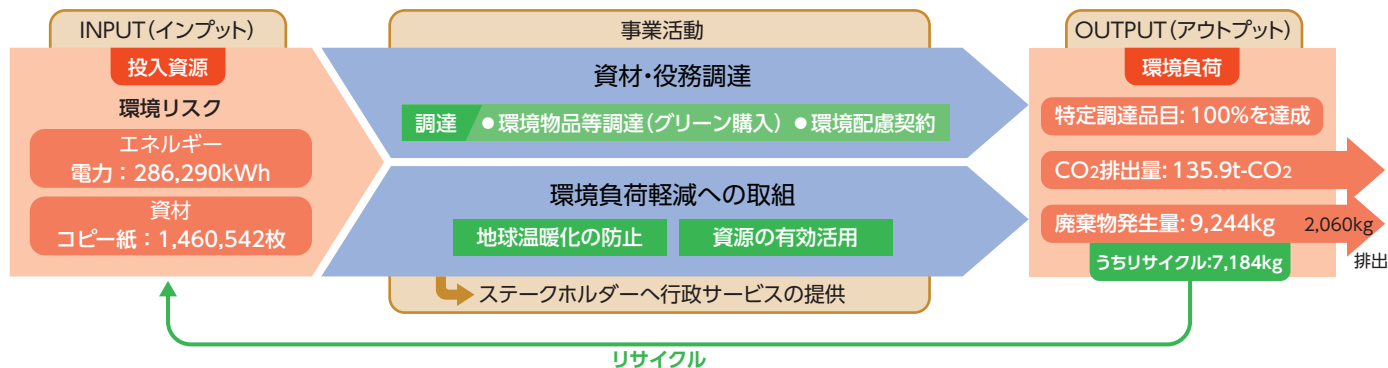 INPUT（インプット）
投入資源
環境リスク
エネルギー
電力：286,290kWh
資材
コピー紙：1,460,542枚
事業活動
資材・役務調達
調達 ●環境物品等調達（グリーン購入） ●環境配慮契約
環境負荷軽減への取組
地球温暖化の防止 資源の有効活用
ステークホルダーへ行政サービスの提供
OUTPUT（アウトプット）
環境負荷
特定調達品目：100%を達成
CO2排出量：135.9t-CO2
廃棄物発生量：9,244kg 2,060kg
うちリサイクル：7,184kg 排出
リサイクル